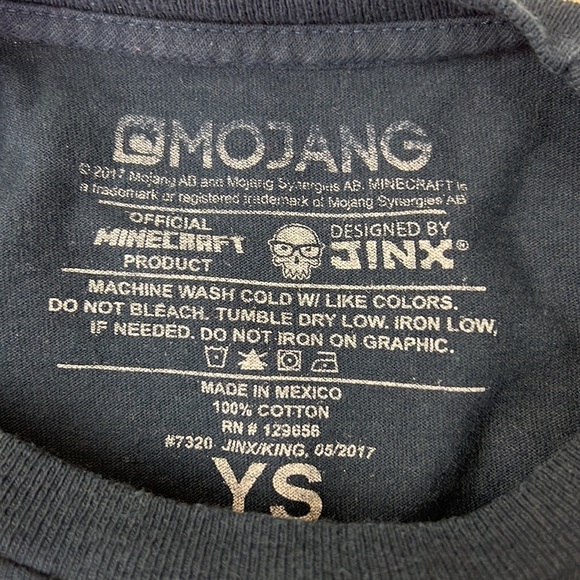 MOJANG
© 2017 Mojang AB and Mojang Synergies AB. MINECRAFT is
a trademark or registered trademark of Mojang Synergies AB
OFFICIAL
MINECRAFT
PRODUCT
DESIGNED BY
J!NX®
MACHINE WASH COLD W/ LIKE COLORS.
DO NOT BLEACH. TUMBLE DRY LOW. IRON LOW,
IF NEEDED. DO NOT IRON ON GRAPHIC.
MADE IN MEXICO
100% COTTON
RN # 129656
#7320 JINX/KING, 05/2017
YS